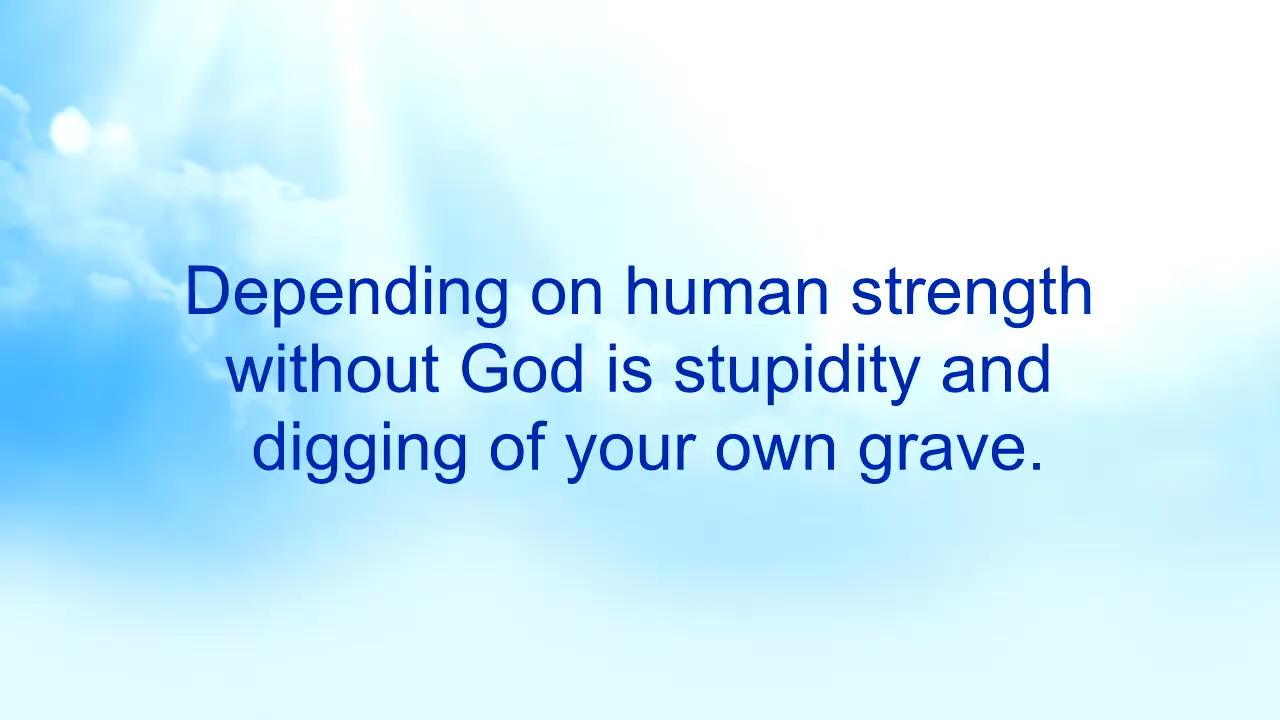 Depending on human strength
without God is stupidity and
digging of your own grave.